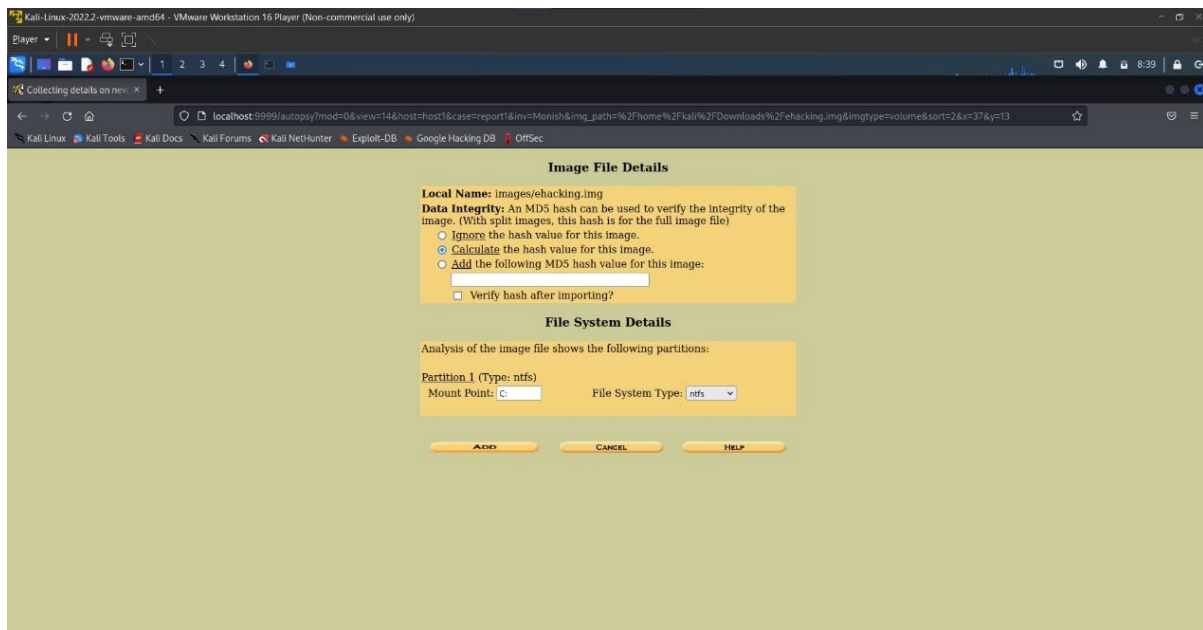 Kali-Linux-2022.2-vmware-amd64 - VMware Workstation 16 Player (Non-commercial use only)
Player
1 2 3 4
8:39
Collecting details on new
localhost:9999/autopsy?mod=0&view=14&host=host1&case=report1&inv=Monish&img_path=%2Fhome%2Fkali%2FDownloads%2Fehacking.img&imgtype=volume&sort=2&x=37&y=13
Kali Linux Kali Tools Kali Docs Kali Forums Kali NetHunter Exploit-DB Google Hacking DB OffSec
Image File Details
Local Name: images/ehacking.img
Data Integrity: An MD5 hash can be used to verify the integrity of the
image. (With split images, this hash is for the full image file)
Ignore the hash value for this image.
Calculate the hash value for this image.
Add the following MD5 hash value for this image:
Verify hash after importing?
File System Details
Analysis of the image file shows the following partitions:
Partition 1 (Type: ntfs)
Mount Point: C: File System Type: ntfs
ADD CANCEL HELP